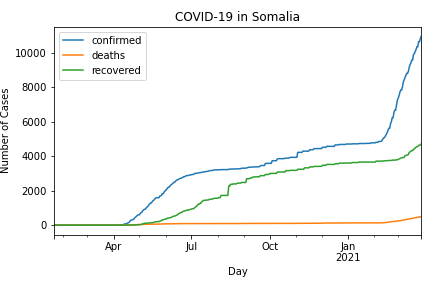 COVID-19 in Somalia
confirmed
deaths
recovered
Number of Cases
10000
8000
6000
4000
2000
0
Apr Jul Oct Jan
2021
Day